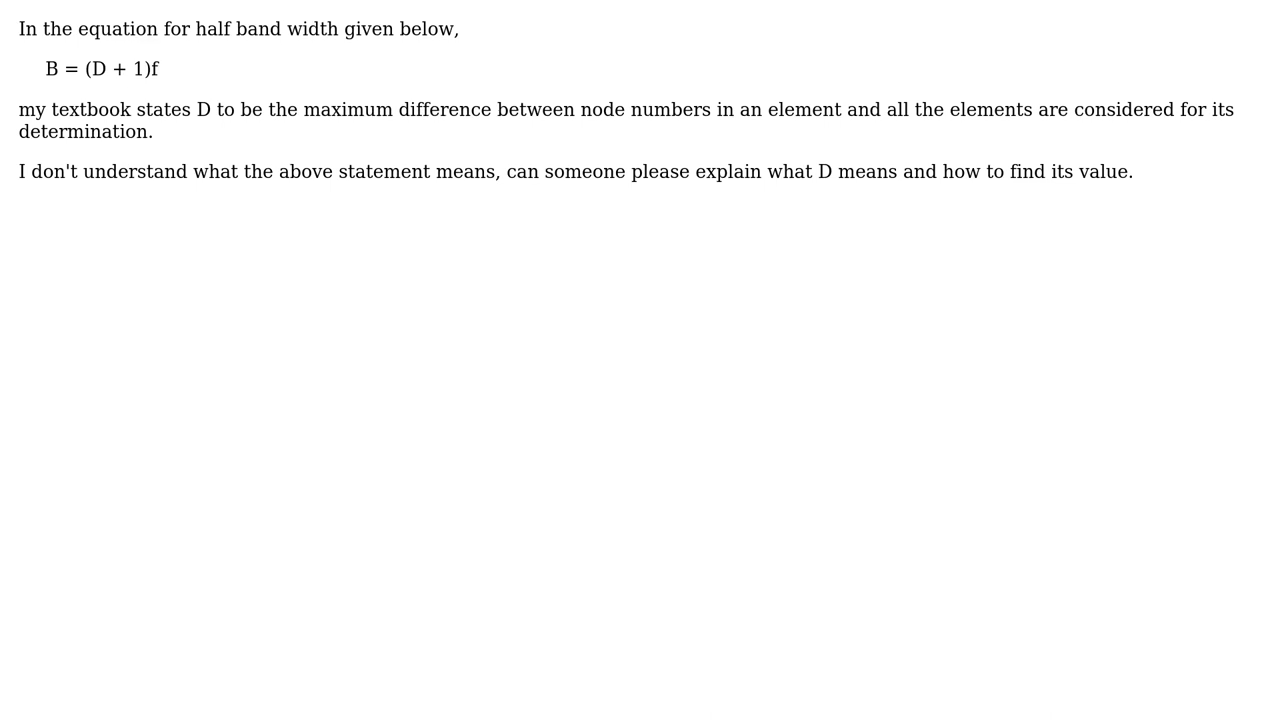 In the equation for half band width given below,
B = (D + 1)f
my textbook states D to be the maximum difference between node numbers in an element and all the elements are considered for its
determination.
I don't understand what the above statement means, can someone please explain what D means and how to find its value.